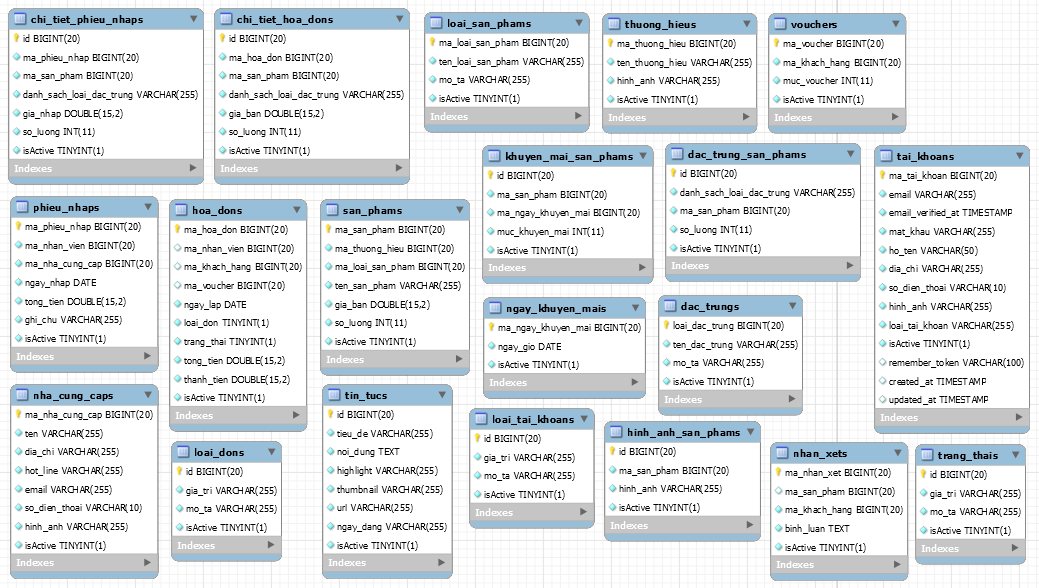 chi_tiet_phieu_nhaps
id BIGINT(20)
ma_phieu_nhap BIGINT(20)
ma_san_pham BIGINT(20)
danh_sach_loai_dac_trung VARCHAR(255)
gia_nhap DOUBLE(15,2)
so_luong INT(11)
isActive TINYINT(1)
Indexes
chi_tiet_hoa_dons
id BIGINT(20)
ma_hoa_don BIGINT(20)
ma_san_pham BIGINT(20)
danh_sach_loai_dac_trung VARCHAR(255)
gia_ban DOUBLE(15,2)
so_luong INT(11)
isActive TINYINT(1)
Indexes
loai_san_phams
ma_loai_san_pham BIGINT(20)
ten_loai_san_pham VARCHAR(255)
mo_ta VARCHAR(255)
isActive TINYINT(1)
Indexes
thuong_hieus
ma_thuong_hieu BIGINT(20)
ten_thuong_hieu VARCHAR(255)
hinh_anh VARCHAR(255)
isActive TINYINT(1)
Indexes
vouchers
ma_voucher BIGINT(20)
ma_khach_hang BIGINT(20)
muc_voucher INT(11)
isActive TINYINT(1)
Indexes
khuyen_mai_san_phams
id BIGINT(20)
ma_san_pham BIGINT(20)
ma_ngay_khuyen_mai BIGINT(20)
muc_khuyen_mai INT(11)
isActive TINYINT(1)
Indexes
dac_trung_san_phams
id BIGINT(20)
danh_sach_loai_dac_trung VARCHAR(255)
ma_san_pham BIGINT(20)
so_luong INT(11)
isActive TINYINT(1)
Indexes
tai_khoans
ma_tai_khoan BIGINT(20)
email VARCHAR(255)
email_verified_at TIMESTAMP
mat_khau VARCHAR(255)
ho_ten VARCHAR(50)
dia_chi VARCHAR(255)
so_dien_thoai VARCHAR(10)
hinh_anh VARCHAR(255)
loai_tai_khoan VARCHAR(255)
isActive TINYINT(1)
remember_token VARCHAR(100)
created_at TIMESTAMP
updated_at TIMESTAMP
Indexes
phieu_nhaps
ma_phieu_nhap BIGINT(20)
ma_nhan_vien BIGINT(20)
ma_nha_cung_cap BIGINT(20)
ngay_nhap DATE
tong_tien DOUBLE(15,2)
ghi_chu VARCHAR(255)
isActive TINYINT(1)
Indexes
hoa_dons
ma_hoa_don BIGINT(20)
ma_nhan_vien BIGINT(20)
ma_khach_hang BIGINT(20)
ma_voucher BIGINT(20)
ngay_lap DATE
loai_don TINYINT(1)
trang_thai TINYINT(1)
tong_tien DOUBLE(15,2)
thanh_tien DOUBLE(15,2)
isActive TINYINT(1)
Indexes
san_phams
ma_san_pham BIGINT(20)
ma_thuong_hieu BIGINT(20)
ma_loai_san_pham BIGINT(20)
ten_san_pham VARCHAR(255)
gia_ban DOUBLE(15,2)
so_luong INT(11)
isActive TINYINT(1)
Indexes
ngay_khuyen_mais
ma_ngay_khuyen_mai BIGINT(20)
ngay_gio DATE
isActive TINYINT(1)
Indexes
dac_trungs
loai_dac_trung BIGINT(20)
ten_dac_trung VARCHAR(255)
mo_ta VARCHAR(255)
isActive TINYINT(1)
Indexes
nha_cung_caps
ma_nha_cung_cap BIGINT(20)
ten VARCHAR(255)
dia_chi VARCHAR(255)
hot_line VARCHAR(255)
email VARCHAR(255)
so_dien_thoai VARCHAR(10)
hinh_anh VARCHAR(255)
isActive TINYINT(1)
Indexes
loai_dons
id BIGINT(20)
gia_tri VARCHAR(255)
mo_ta VARCHAR(255)
isActive TINYINT(1)
Indexes
tin_tucs
id BIGINT(20)
tieu_de VARCHAR(255)
noi_dung TEXT
highlight VARCHAR(255)
thumbnail VARCHAR(255)
url VARCHAR(255)
ngay_dang VARCHAR(255)
isActive TINYINT(1)
Indexes
loai_tai_khoans
id BIGINT(20)
gia_tri VARCHAR(255)
mo_ta VARCHAR(255)
isActive TINYINT(1)
Indexes
hinh_anh_san_phams
id BIGINT(20)
ma_san_pham BIGINT(20)
hinh_anh VARCHAR(255)
isActive TINYINT(1)
Indexes
nhan_xets
ma_nhan_xet BIGINT(20)
ma_san_pham BIGINT(20)
ma_khach_hang BIGINT(20)
binh_luan TEXT
isActive TINYINT(1)
Indexes
trang_thais
id BIGINT(20)
gia_tri VARCHAR(255)
mo_ta VARCHAR(255)
isActive TINYINT(1)
Indexes